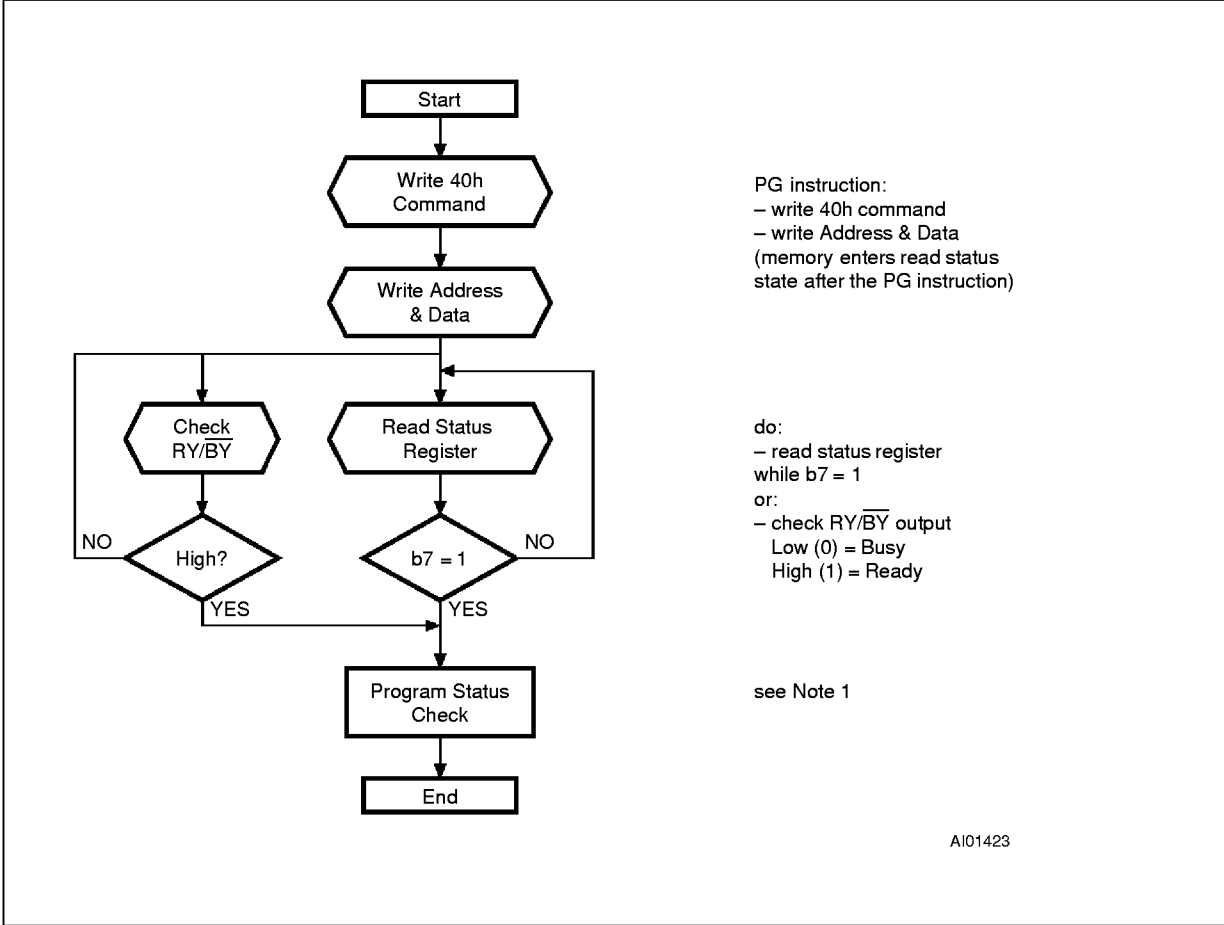 Start
Write 40h
Command
Write Address
& Data
Check
RY/B̅Y̅
Read Status
Register
NO
High?
YES
b7 = 1
NO
YES
Program Status
Check
End
PG instruction:
– write 40h command
– write Address & Data
(memory enters read status
state after the PG instruction)
do:
– read status register
while b7 = 1
or:
– check RY/B̅Y̅ output
Low (0) = Busy
High (1) = Ready
see Note 1
AI01423